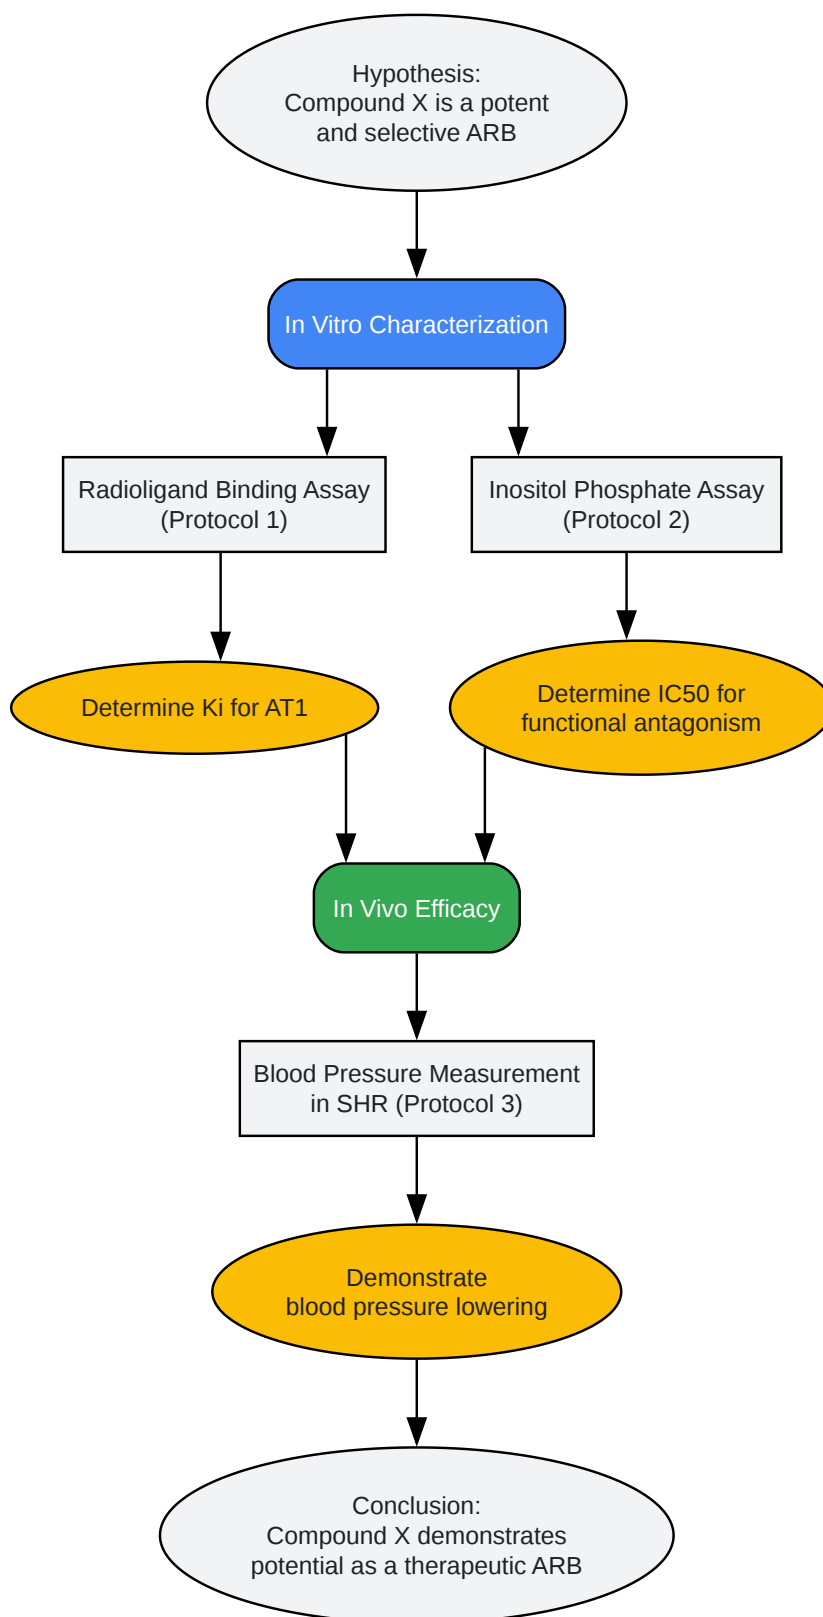 Hypothesis:
Compound X is a potent
and selective ARB
In Vitro Characterization
Radioligand Binding Assay
(Protocol 1)
Inositol Phosphate Assay
(Protocol 2)
Determine Ki for AT1
Determine IC50 for
functional antagonism
In Vivo Efficacy
Blood Pressure Measurement
in SHR (Protocol 3)
Demonstrate
blood pressure lowering
Conclusion:
Compound X demonstrates
potential as a therapeutic ARB